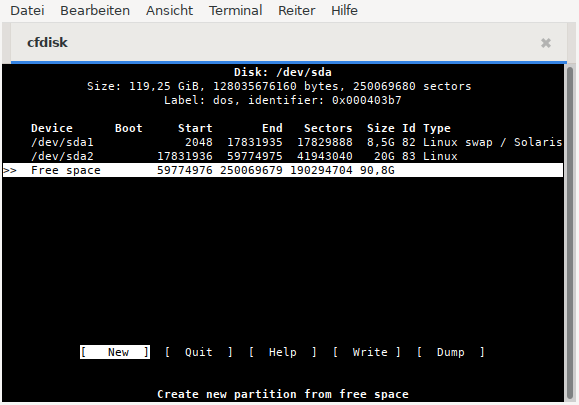 Datei Bearbeiten Ansicht Terminal Reiter Hilfe
cfdisk
Disk: /dev/sda
Size: 119,25 GiB, 128035676160 bytes, 250069680 sectors
Label: dos, identifier: 0x000403b7
Device Boot Start End Sectors Size Id Type
/dev/sda1 2048 17831935 17829888 8,5G 82 Linux swap / Solaris
/dev/sda2 17831936 59774975 41943040 20G 83 Linux
>> Free space 59774976 250069679 190294704 90,8G
[ New ] [ Quit ] [ Help ] [ Write ] [ Dump ]
Create new partition from free space